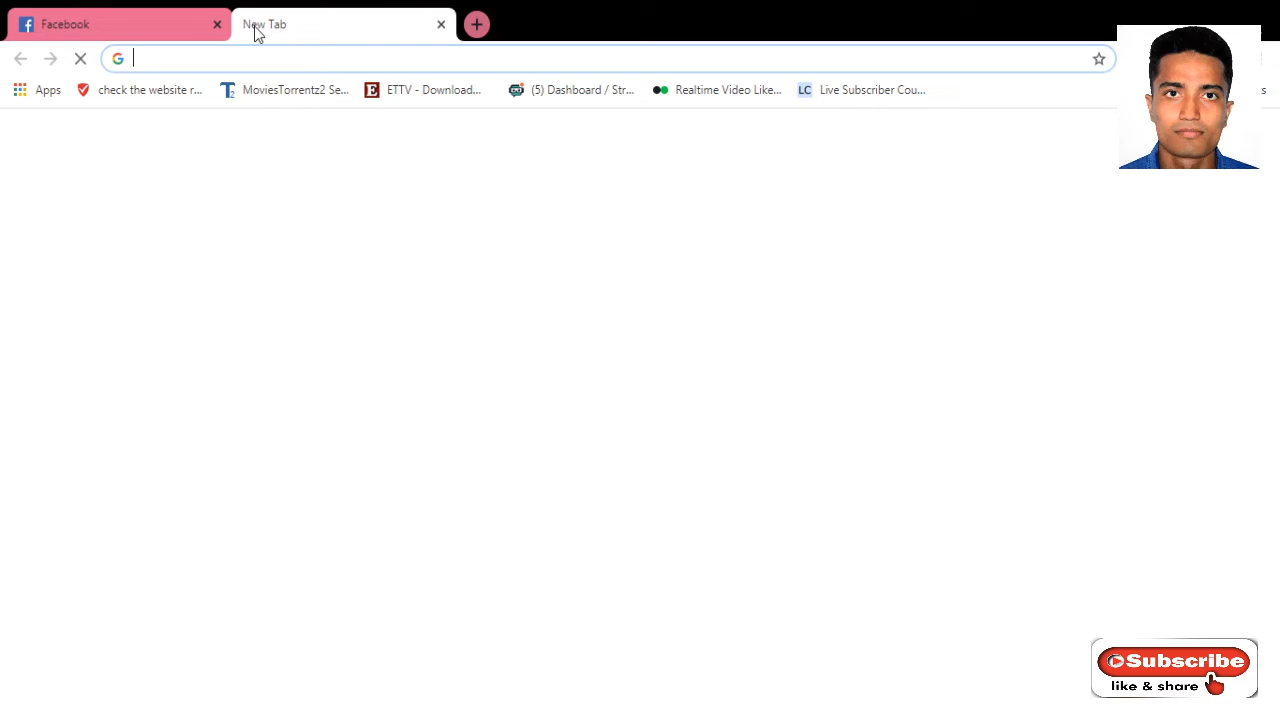 Facebook
New Tab
Apps
check the website r...
MoviesTorrentz2 Se...
ETTV - Download...
(5) Dashboard / Str...
Realtime Video Like...
LC
Live Subscriber Cou...
Subscribe
like & share